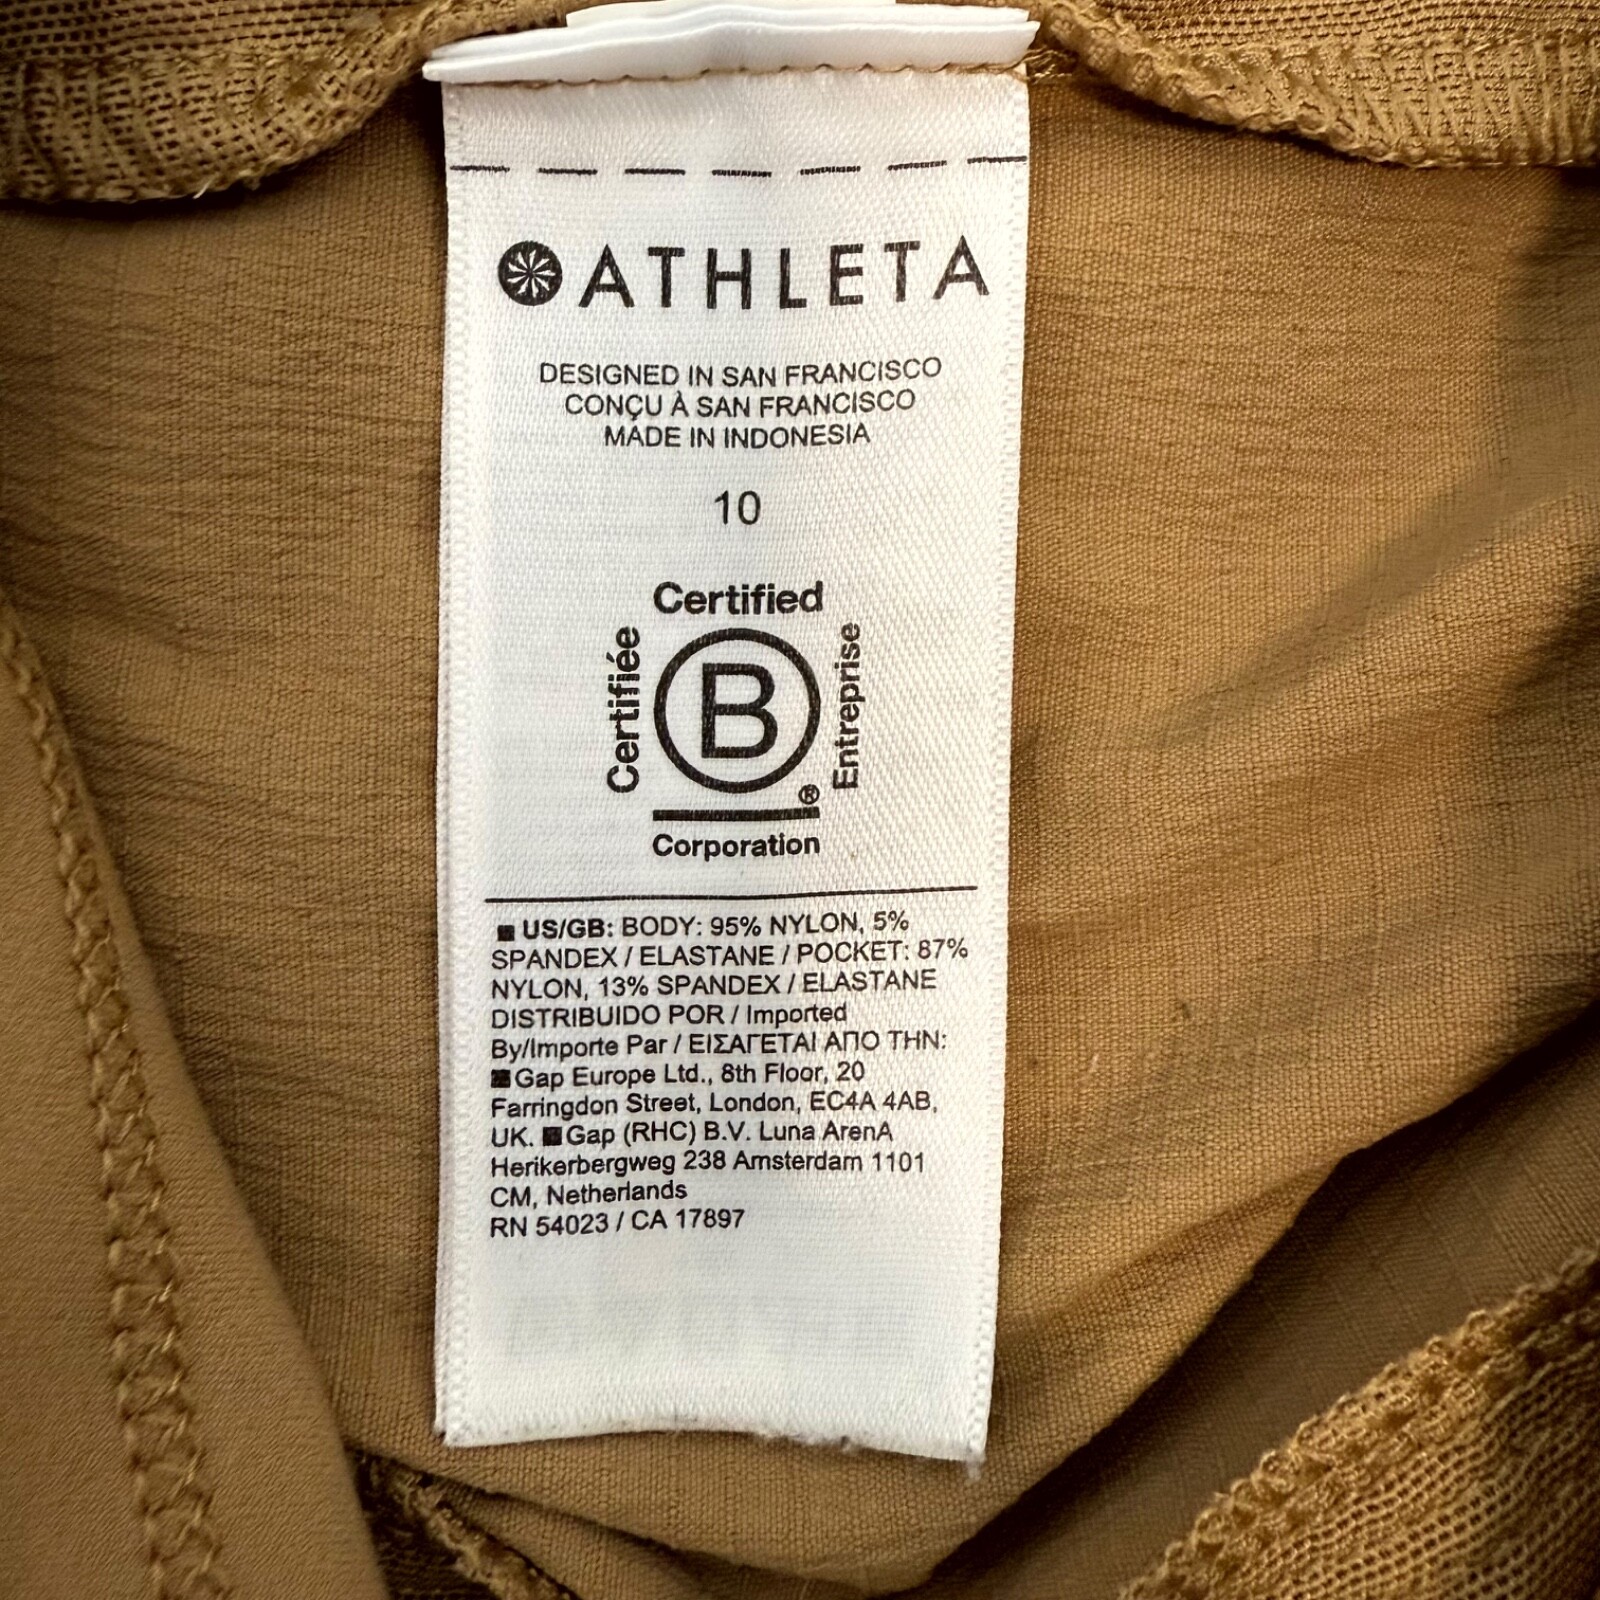 ATHLETA
DESIGNED IN SAN FRANCISCO
CONÇU À SAN FRANCISCO
MADE IN INDONESIA
10
Certified
Certifiée
B
Entreprise
®
Corporation
US/GB: BODY: 95% NYLON, 5%
SPANDEX / ELASTANE / POCKET: 87%
NYLON, 13% SPANDEX / ELASTANE
DISTRIBUIDO POR / Imported
By/Importe Par / ΕΙΣΑΓΕΤΑΙ ΑΠΟ ΤΗΝ:
Gap Europe Ltd., 8th Floor, 20
Farringdon Street, London, EC4A 4AB,
UK. Gap (RHC) B.V. Luna ArenA
Herikerbergweg 238 Amsterdam 1101
CM, Netherlands
RN 54023 / CA 17897